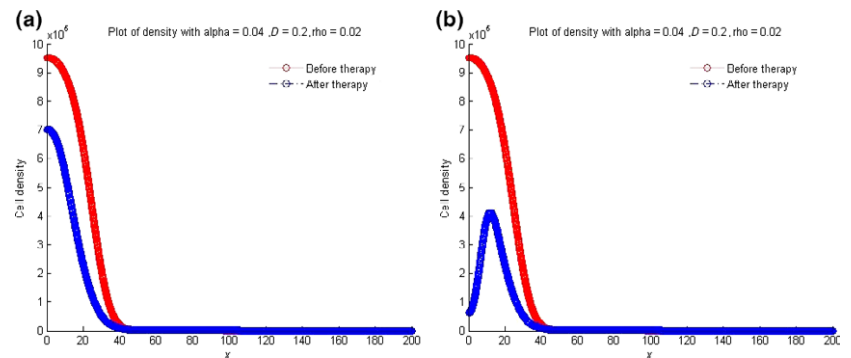 (a)
x10⁶
Plot of density with alpha = 0.04 ,D = 0.2, rho = 0.02
Before therapy
After therapy
10
9
8
7
6
5
4
3
2
1
0
Cell density
0 20 40 60 80 100 120 140 160 180 200
x
(b)
x10⁶
Plot of density with alpha = 0.04 ,D = 0.2, rho = 0.02
Before therapy
After therapy
10
9
8
7
6
5
4
3
2
1
0
Cell density
0 20 40 60 80 100 120 140 160 180 200
x